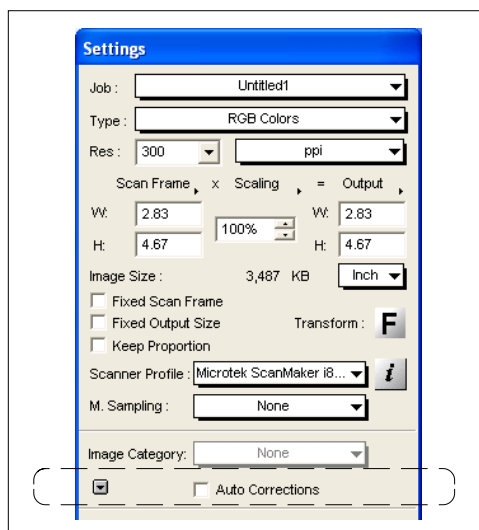 Settings
Job : Untitled1
Type : RGB Colors
Res : 300 ppi
Scan Frame x Scaling = Output
W: 2.83 100% W: 2.83
H: 4.67 H: 4.67
Image Size : 3,487 KB Inch
Fixed Scan Frame
Fixed Output Size Transform : F
Keep Proportion
Scanner Profile : Microtek ScanMaker i8... i
M. Sampling : None
Image Category: None
Auto Corrections